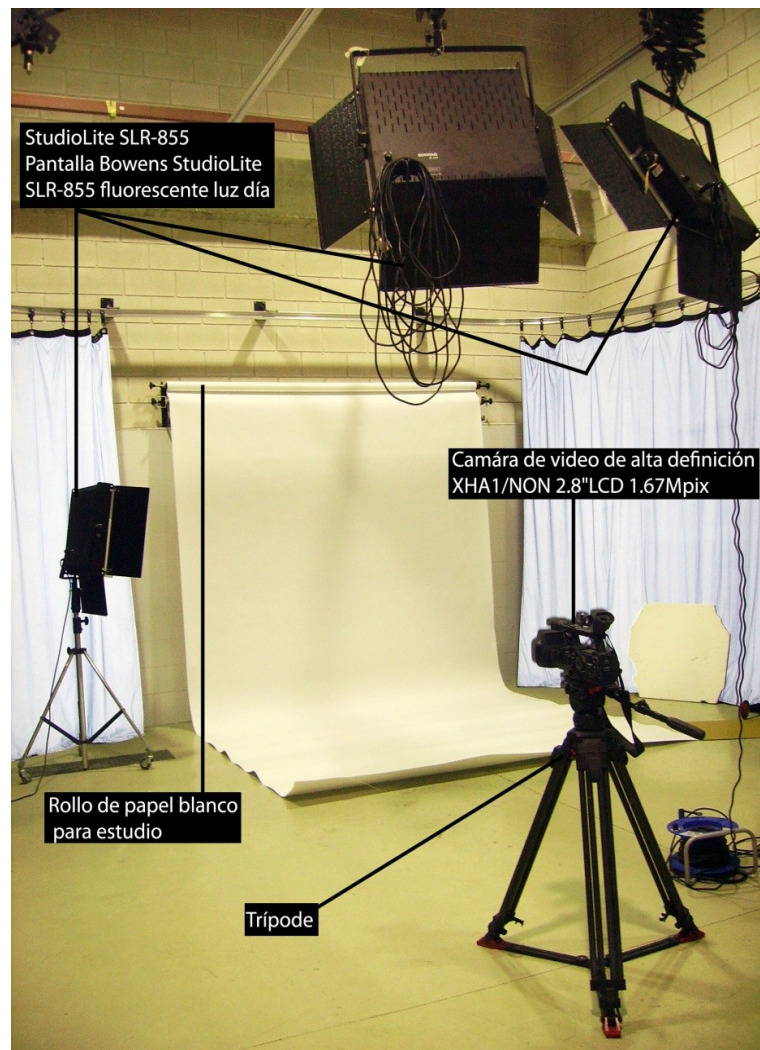 StudioLite SLR-855
Pantalla Bowens StudioLite
SLR-855 fluorescente luz día
Camára de video de alta definición
XHA1/NON 2.8"LCD 1.67Mpix
Rollo de papel blanco
para estudio
Trípode